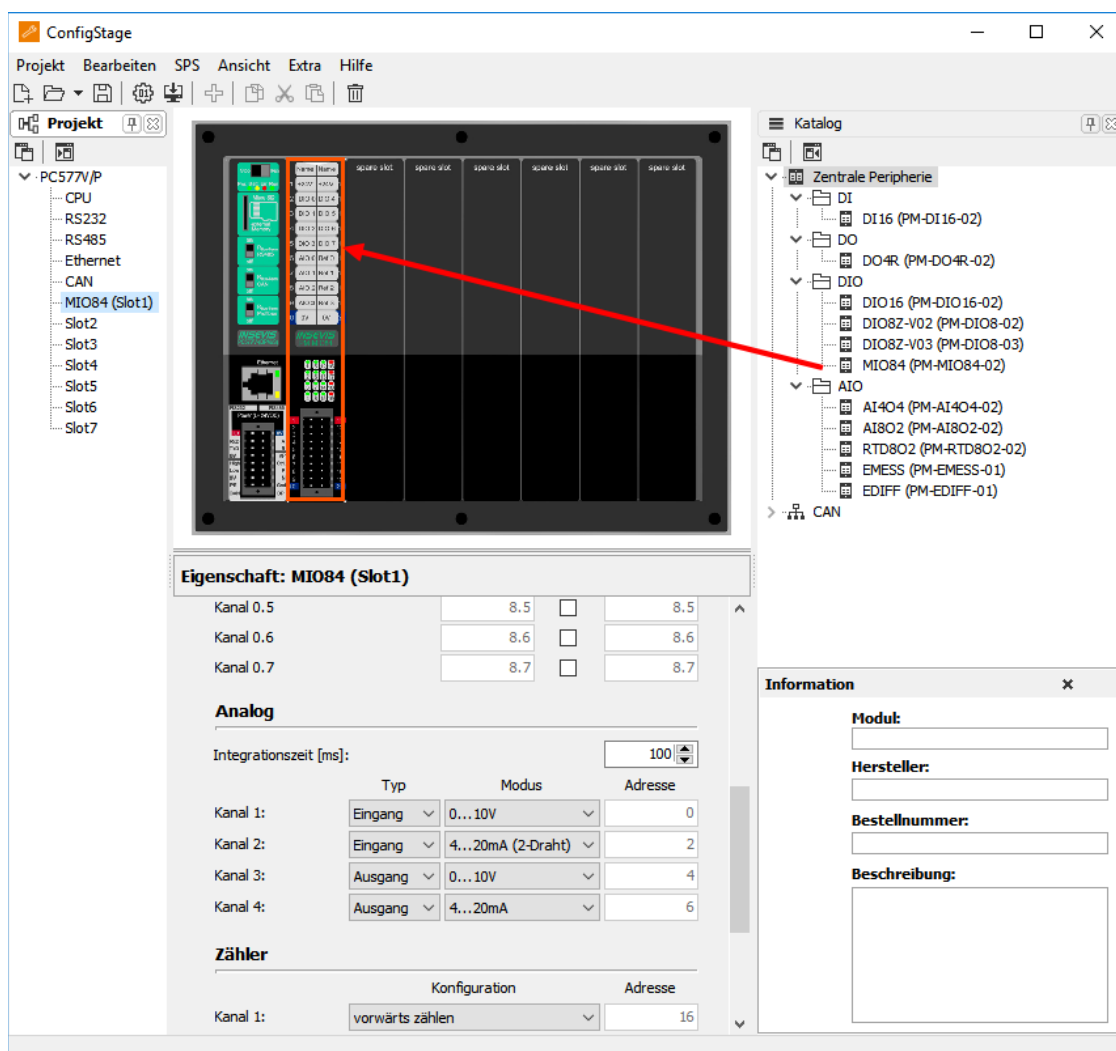 ConfigStage
Projekt Bearbeiten SPS Ansicht Extra Hilfe
Projekt
PC577V/P
CPU
RS232
RS485
Ethernet
CAN
MIO84 (Slot1)
Slot2
Slot3
Slot4
Slot5
Slot6
Slot7
Name Name spare slot spare slot spare slot spare slot spare slot spare slot
INSEVIS INSEVIS
Ethernet
Katalog
Zentrale Peripherie
DI
DI16 (PM-DI16-02)
DO
DO4R (PM-DO4R-02)
DIO
DIO16 (PM-DIO16-02)
DIO8Z-V02 (PM-DIO8-02)
DIO8Z-V03 (PM-DIO8-03)
MIO84 (PM-MIO84-02)
AIO
AI4O4 (PM-AI4O4-02)
AI8O2 (PM-AI8O2-02)
RTD8O2 (PM-RTD8O2-02)
EMESS (PM-EMESS-01)
EDIFF (PM-EDIFF-01)
CAN
Eigenschaft: MIO84 (Slot1)
Kanal 0.5 8.5 8.5
Kanal 0.6 8.6 8.6
Kanal 0.7 8.7 8.7
Analog
Integrationszeit [ms]: 100
Typ Modus Adresse
Kanal 1: Eingang 0...10V 0
Kanal 2: Eingang 4...20mA (2-Draht) 2
Kanal 3: Ausgang 0...10V 4
Kanal 4: Ausgang 4...20mA 6
Zähler
Konfiguration Adresse
Kanal 1: vorwärts zählen 16
Information
Modul:
Hersteller:
Bestellnummer:
Beschreibung: